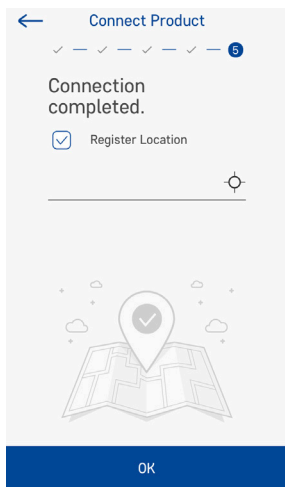 Connect Product
5
Connection
completed.
Register Location
OK